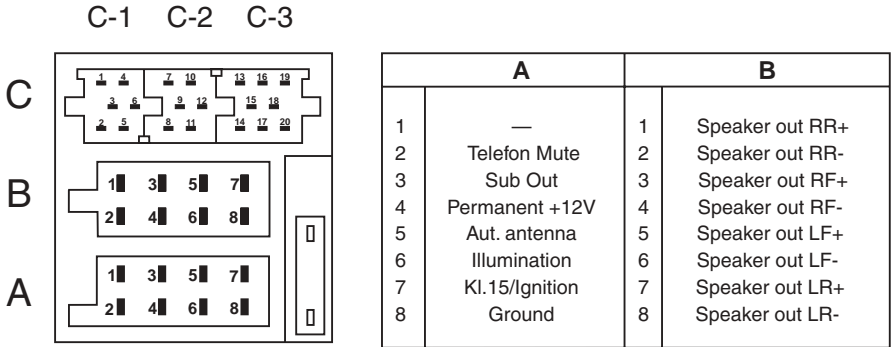 C-1 C-2 C-3
C
1 4 7 10 13 16 19
3 6 9 12 15 18
2 5 8 11 14 17 20
B
1 3 5 7
2 4 6 8
A
1 3 5 7
2 4 6 8
A B
1 — 1 Speaker out RR+
2 Telefon Mute 2 Speaker out RR-
3 Sub Out 3 Speaker out RF+
4 Permanent +12V 4 Speaker out RF-
5 Aut. antenna 5 Speaker out LF+
6 Illumination 6 Speaker out LF-
7 Kl.15/Ignition 7 Speaker out LR+
8 Ground 8 Speaker out LR-